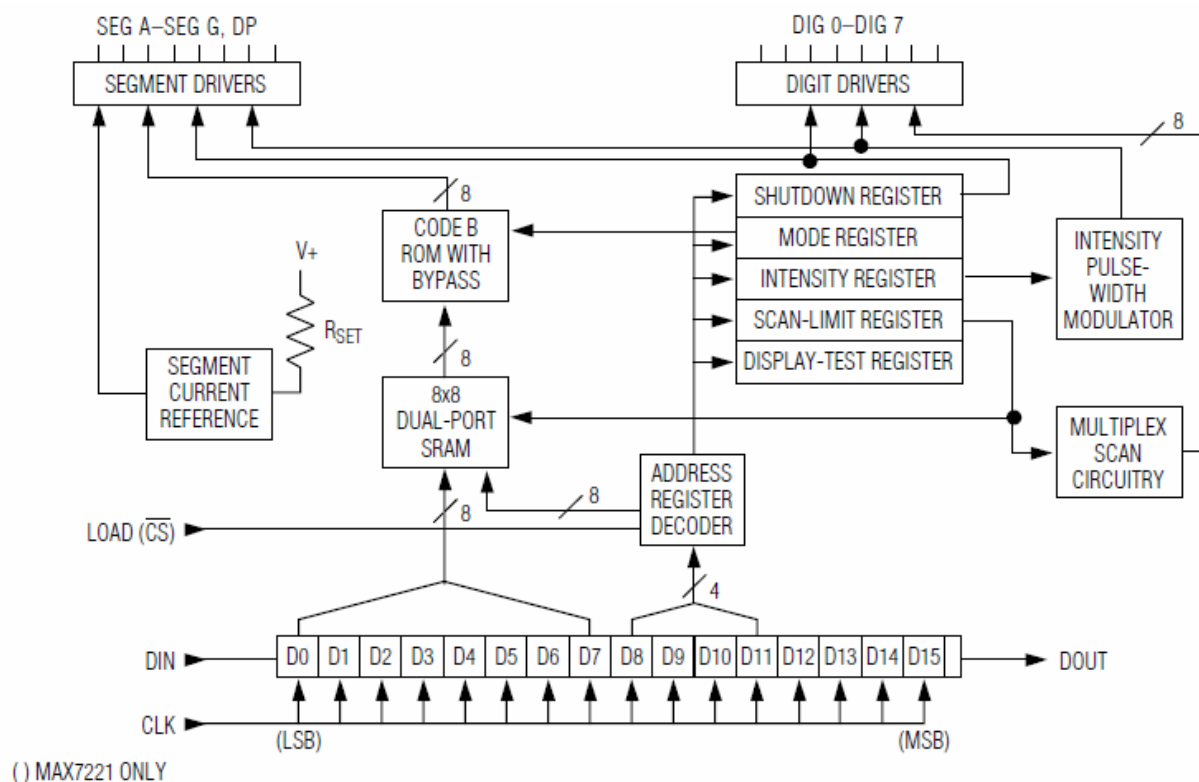 SEG A–SEG G, DP
DIG 0–DIG 7
SEGMENT DRIVERS
DIGIT DRIVERS
8
8
CODE B
ROM WITH
BYPASS
SHUTDOWN REGISTER
MODE REGISTER
INTENSITY REGISTER
SCAN-LIMIT REGISTER
DISPLAY-TEST REGISTER
INTENSITY
PULSE-
WIDTH
MODULATOR
V+
RSET
8
SEGMENT
CURRENT
REFERENCE
8x8
DUAL-PORT
SRAM
MULTIPLEX
SCAN
CIRCUITRY
ADDRESS
REGISTER
DECODER
8
8
LOAD (CS)
4
DIN
D0 D1 D2 D3 D4 D5 D6 D7 D8 D9 D10 D11 D12 D13 D14 D15
DOUT
CLK
(LSB)
(MSB)
( ) MAX7221 ONLY